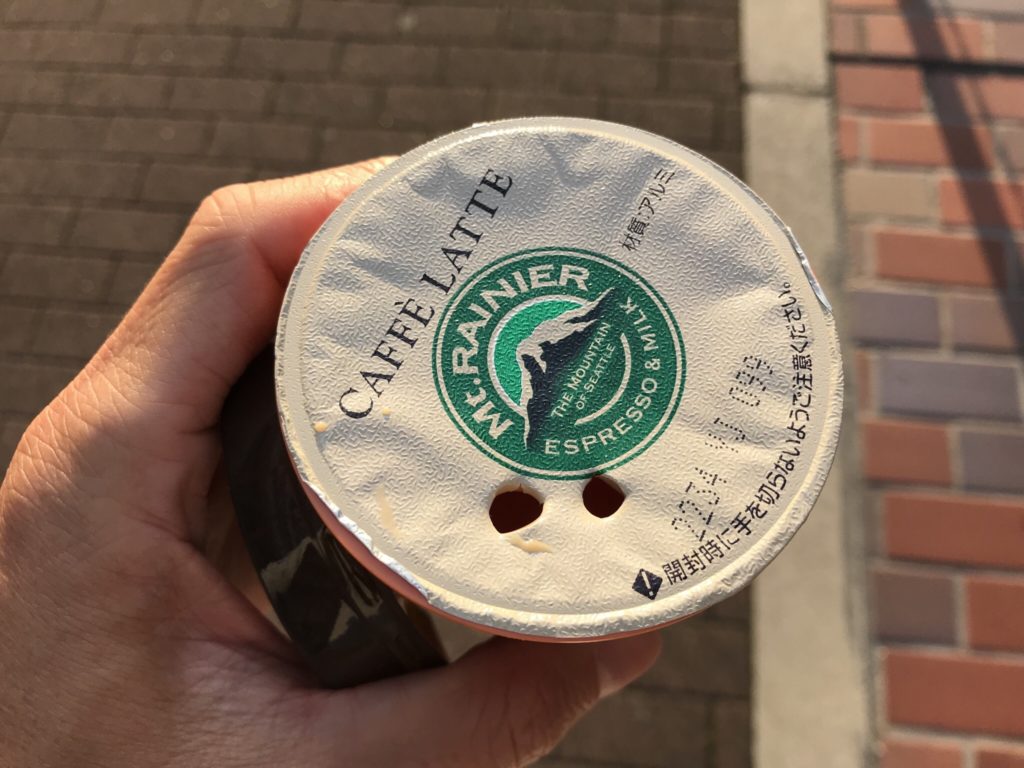 CAFFÈ LATTE
Mt. RAINIER
THE MOUNTAIN
OF SEATTLE
ESPRESSO & MILK
材質:アルミ
開封時に手を切らないようご注意ください。